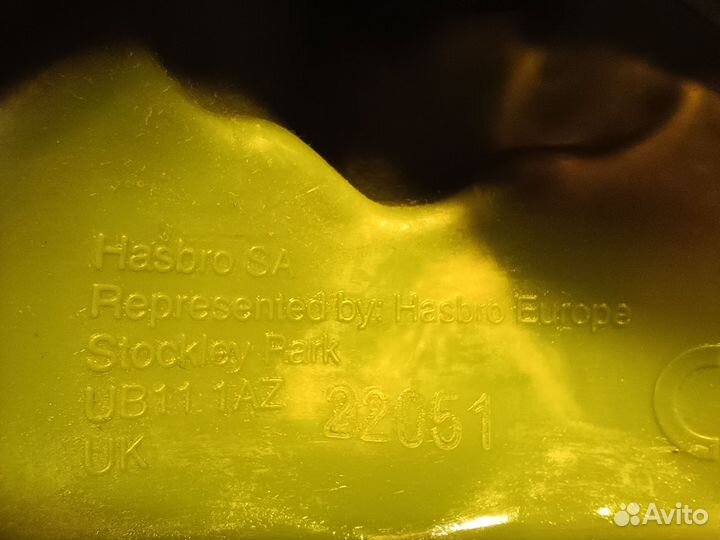 Hasbro SA
Represented by: Hasbro Europe
Stockley Park
UB11 1AZ
22051
UK
Avito